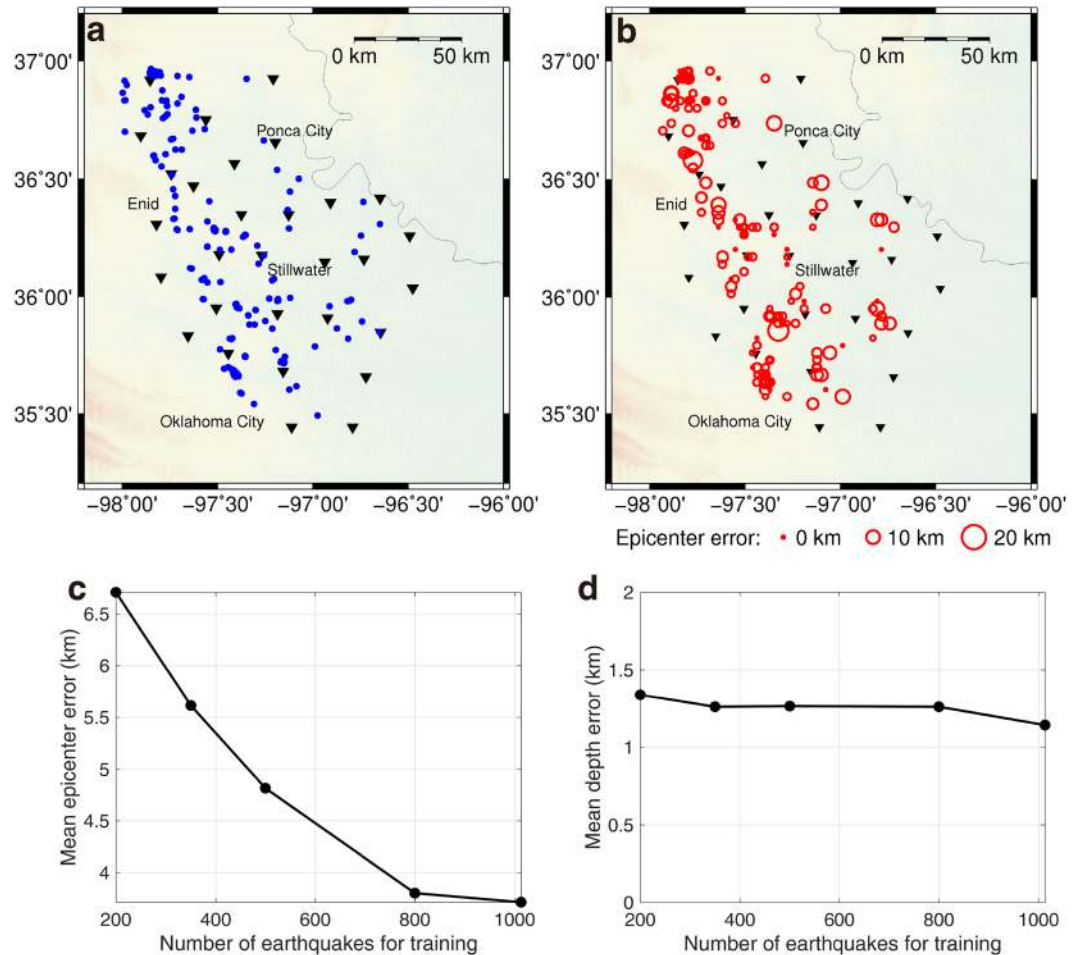 a
0 km 50 km
37°00'
36°30'
36°00'
35°30'
Ponca City
Enid
Stillwater
Oklahoma City
−98°00' −97°30' −97°00' −96°30' −96°00'
b
0 km 50 km
37°00'
36°30'
36°00'
35°30'
Ponca City
Enid
Stillwater
Oklahoma City
−98°00' −97°30' −97°00' −96°30' −96°00'
Epicenter error: 0 km 10 km 20 km
c
Mean epicenter error (km)
6.5
6
5.5
5
4.5
4
200 400 600 800 1000
Number of earthquakes for training
d
Mean depth error (km)
2
1.5
1
0.5
0
200 400 600 800 1000
Number of earthquakes for training